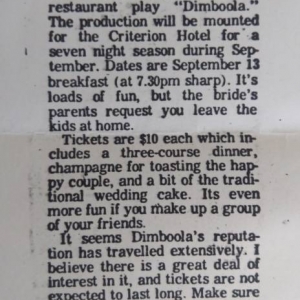 restaurant play "Dimboola."
The production will be mounted
for the Criterion Hotel for a
seven night season during Sep-
tember. Dates are September 13
breakfast (at 7.30pm sharp). It's
loads of fun, but the bride's
parents request you leave the
kids at home.
Tickets are $10 each which in-
cludes a three-course dinner,
champagne for toasting the hap-
py couple, and a bit of the tradi-
tional wedding cake. Its even
more fun if you make up a group
of your friends.
It seems Dimboola's reputa-
tion has travelled extensively. I
believe there is a great deal of
interest in it, and tickets are not
expected to last long. Make sure